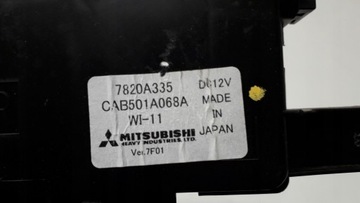 7820A335 DC12V
CAB501A068A MADE
WI-11 IN
MITSUBISHI JAPAN
HEAVY INDUSTRIES, LTD.
Ver.7F01